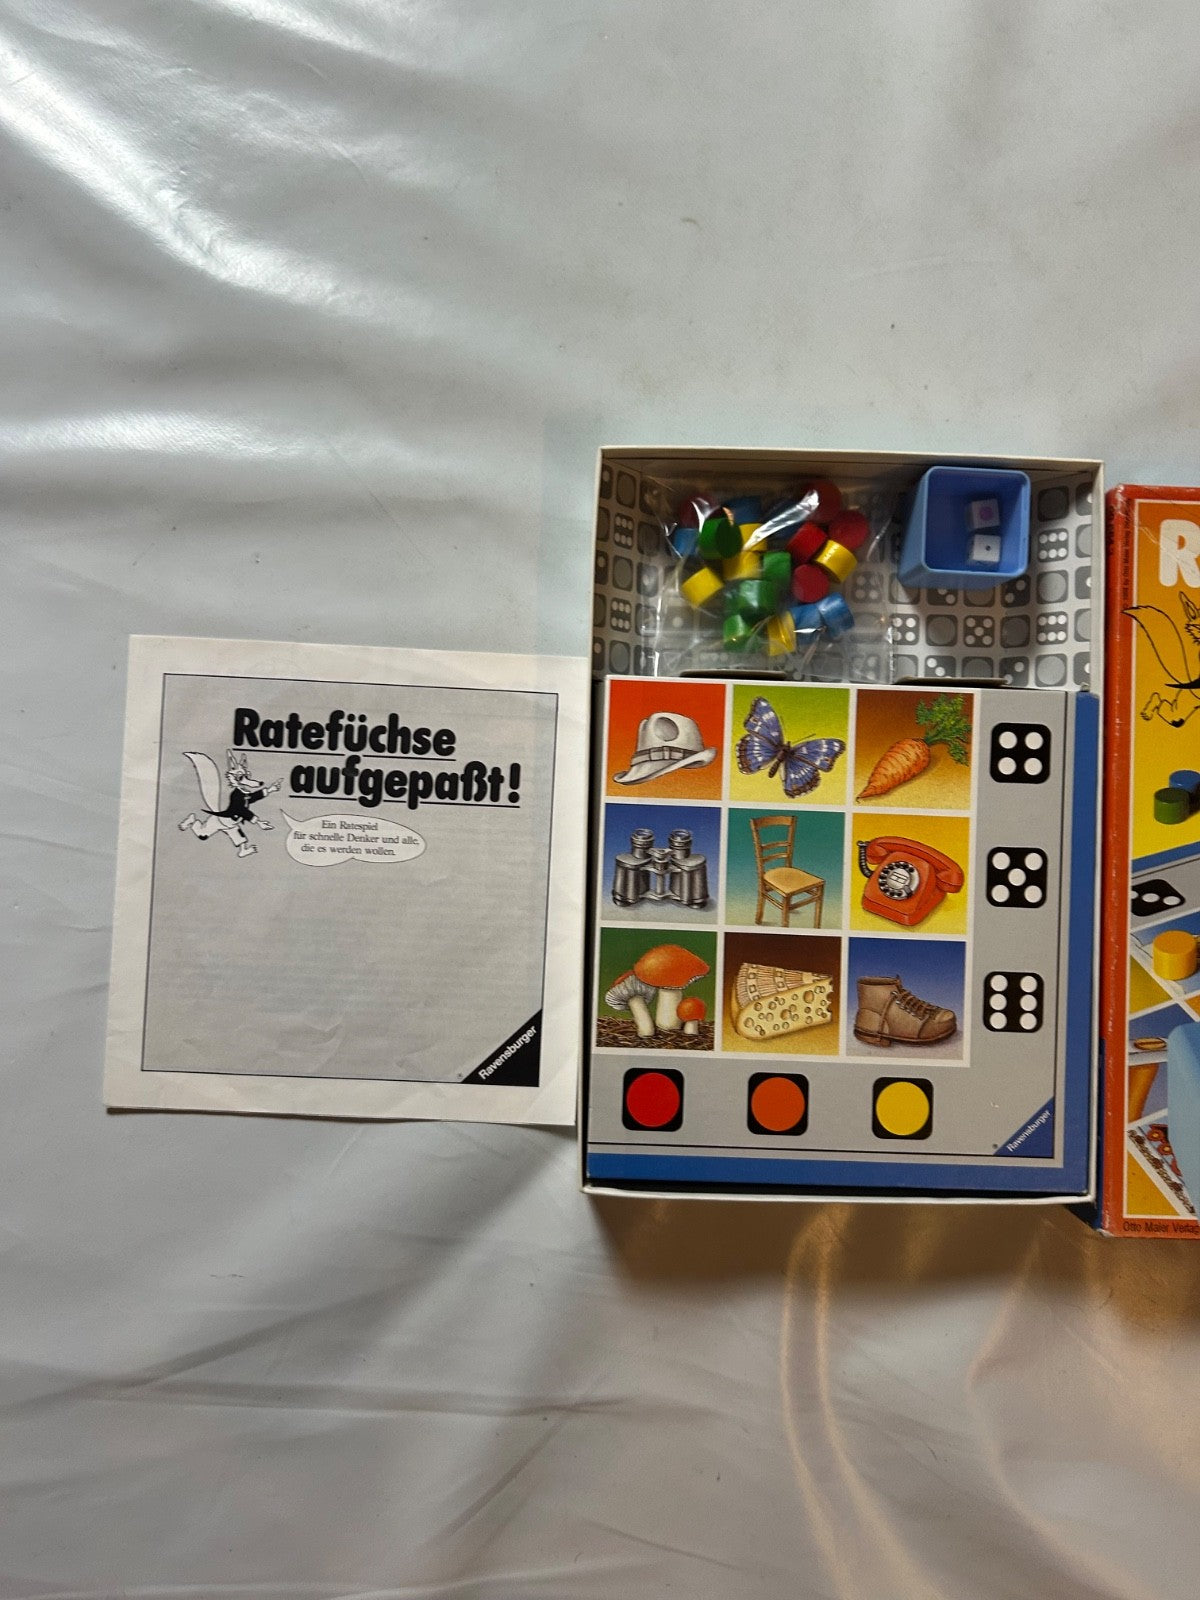 Ratefüchse
aufgepaßt!
Ein Ratespiel
für schnelle Denker und alle,
die es werden wollen.
Ravensburger
Ravensburger
R
Otto Maier Verlag